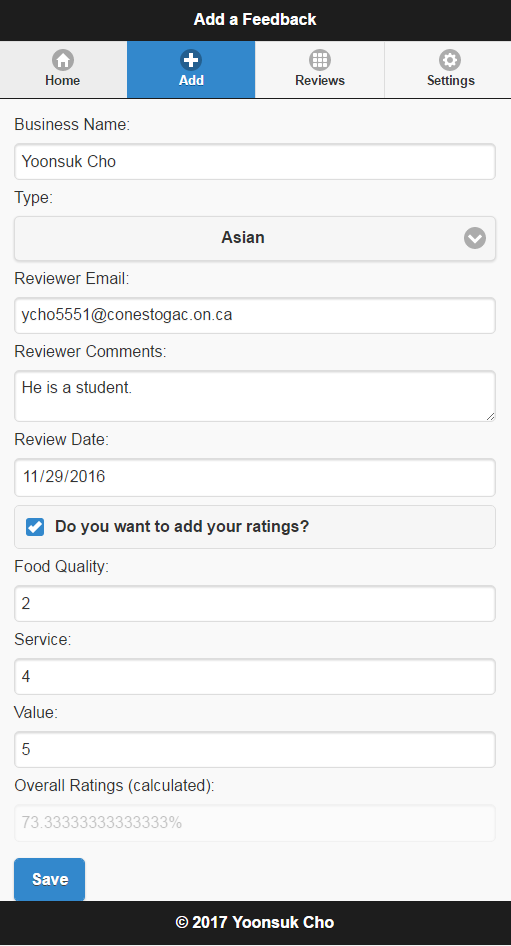 Add a Feedback
Home Add Reviews Settings
Business Name:
Yoonsuk Cho
Type:
Asian
Reviewer Email:
ycho5551@conestogac.on.ca
Reviewer Comments:
He is a student.
Review Date:
11/29/2016
Do you want to add your ratings?
Food Quality:
2
Service:
4
Value:
5
Overall Ratings (calculated):
73.33333333333333%
Save
© 2017 Yoonsuk Cho